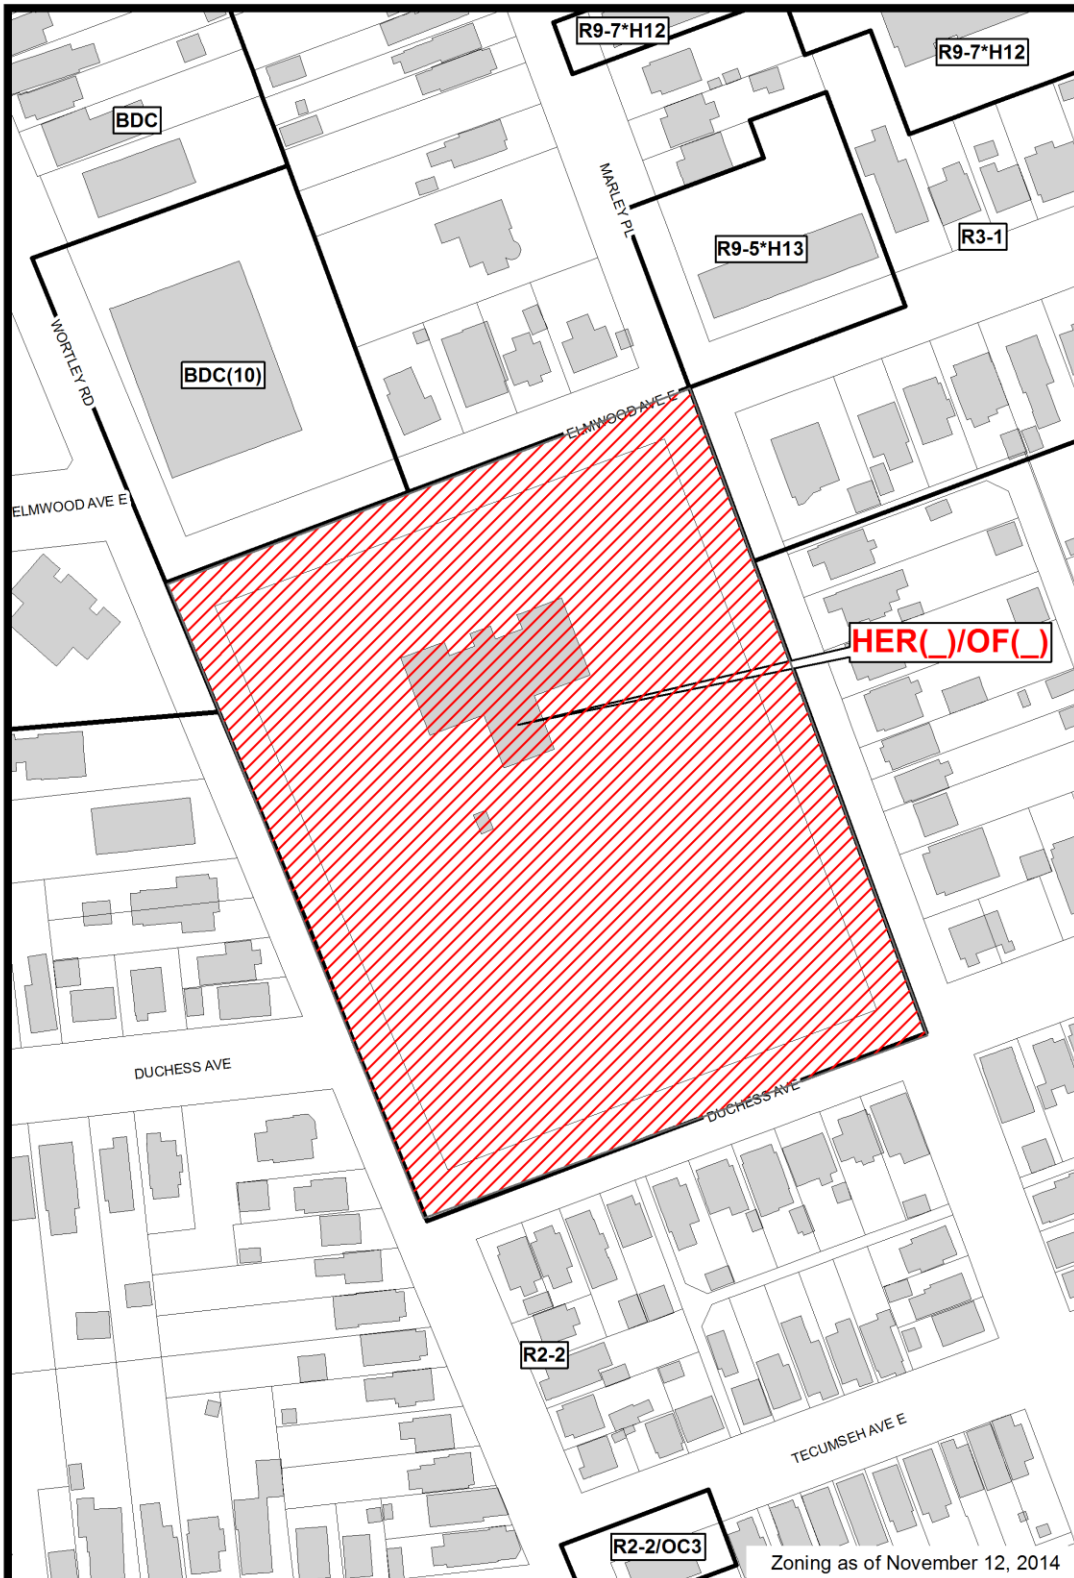 R9-7*H12
R9-7*H12
BDC
MARLEY PL
R3-1
R9-5*H13
WORTLEY RD
BDC(10)
ELMWOOD AVE E
ELMWOOD AVE E
HER(_)/OF(_)
DUCHESS AVE
DUCHESS AVE
R2-2
TECUMSEH AVE E
R2-2/OC3
Zoning as of November 12, 2014